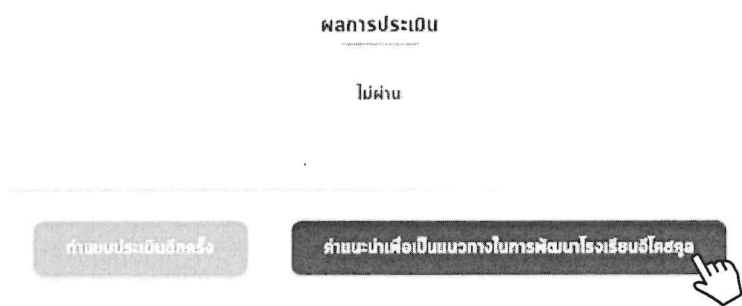 ผลการประเมิน
ไม่ผ่าน
ทำแบบประเมินอีกครั้ง
คำแนะนำเพื่อเป็นแนวทางในการพัฒนาโรงเรียนอีโคสคูล